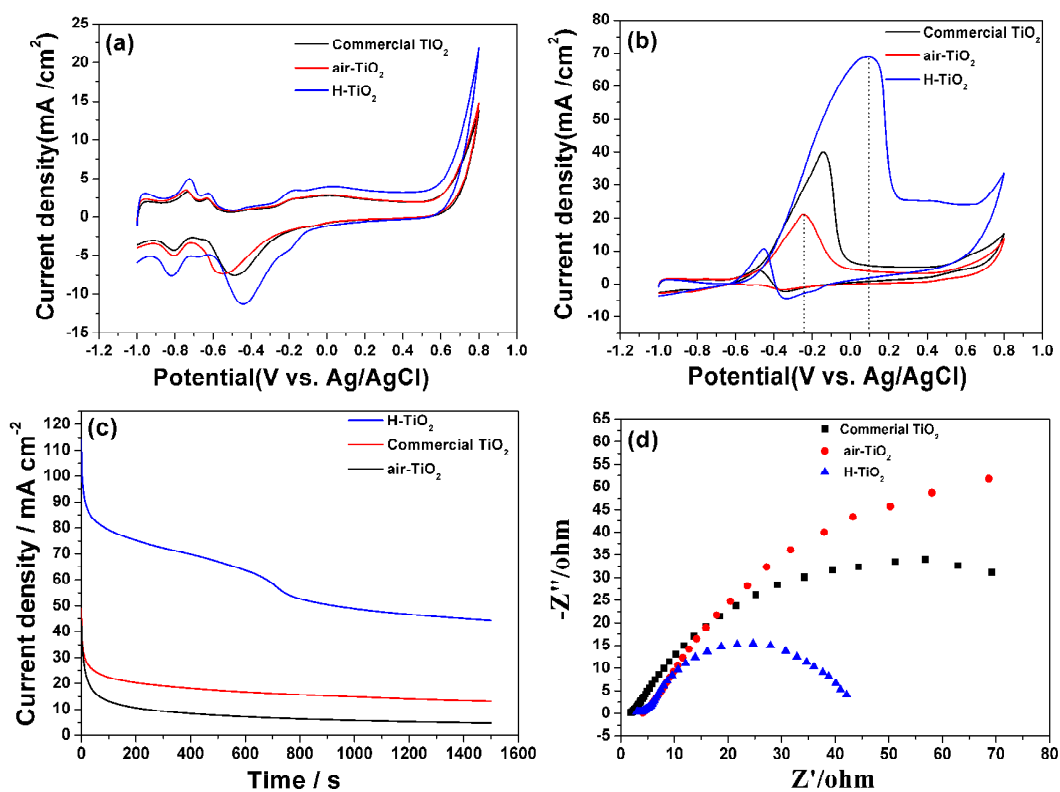 (a)
Commercial TiO2
air-TiO2
H-TiO2
25
20
15
10
5
0
-5
-10
-15
-1.2 -1.0 -0.8 -0.6 -0.4 -0.2 0.0 0.2 0.4 0.6 0.8 1.0
Current density(mA /cm2)
Potential(V vs. Ag/AgCl)
(b)
Commercial TiO2
air-TiO2
H-TiO2
80
70
60
50
40
30
20
10
0
-10
-1.2 -1.0 -0.8 -0.6 -0.4 -0.2 0.0 0.2 0.4 0.6 0.8 1.0
Current density(mA /cm2)
Potential(V vs. Ag/AgCl)
(c)
H-TiO2
Commercial TiO2
air-TiO2
110
100
90
80
70
60
50
40
30
20
10
0
0 200 400 600 800 1000 1200 1400 1600
Current density / mA cm-2
Time / s
(d)
Commerial TiO2
air-TiO2
H-TiO2
65
60
55
50
45
40
35
30
25
20
15
10
5
0
-5
0 10 20 30 40 50 60 70 80
-Z''/ohm
Z'/ohm